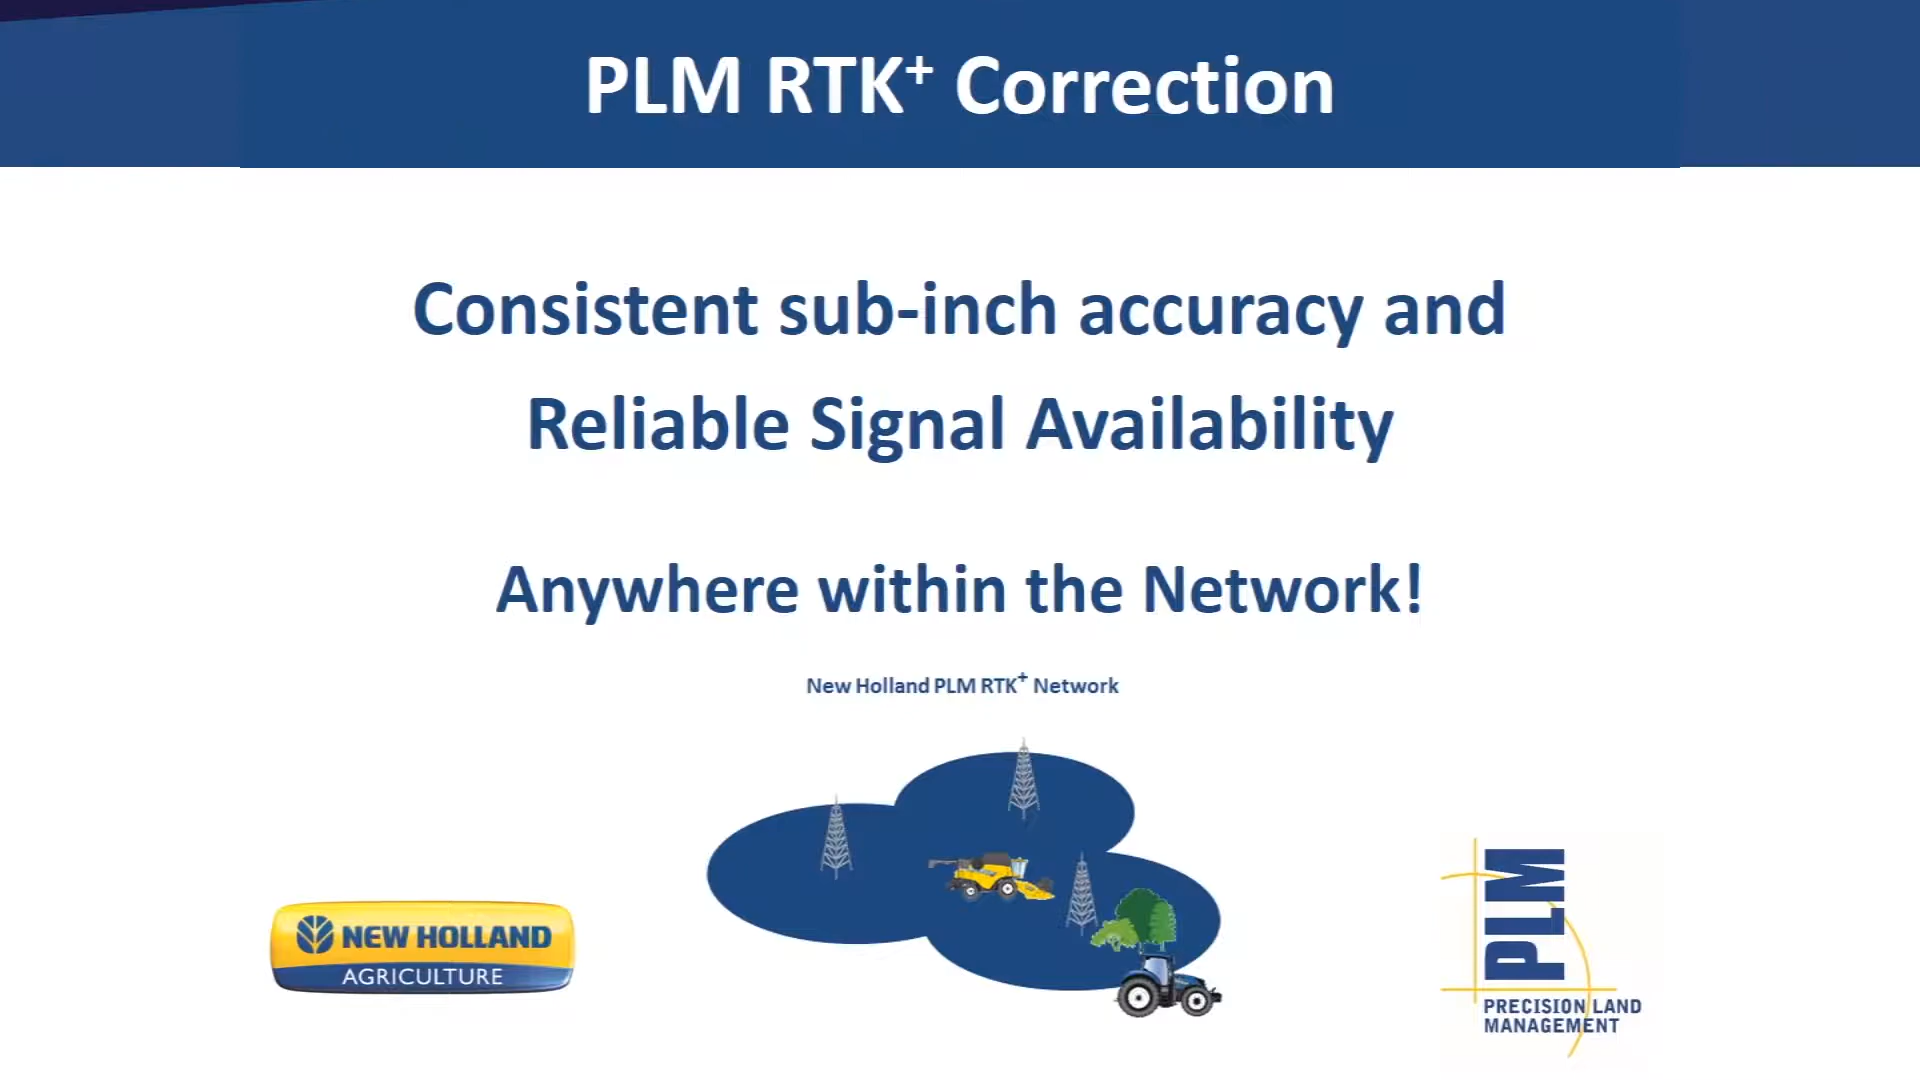 PLM RTK+ Correction
Consistent sub-inch accuracy and
Reliable Signal Availability
Anywhere within the Network!
New Holland PLM RTK+ Network
NEW HOLLAND
AGRICULTURE
PLM
PRECISION LAND
MANAGEMENT